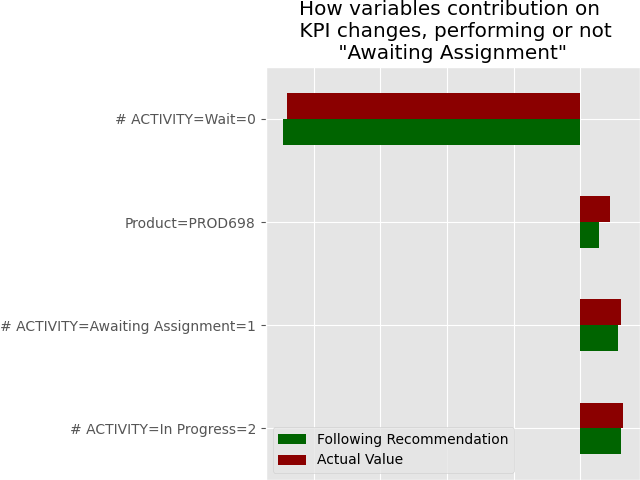 How variables contribution on
KPI changes, performing or not
"Awaiting Assignment"
# ACTIVITY=Wait=0
Product=PROD698
# ACTIVITY=Awaiting Assignment=1
# ACTIVITY=In Progress=2
Following Recommendation
Actual Value